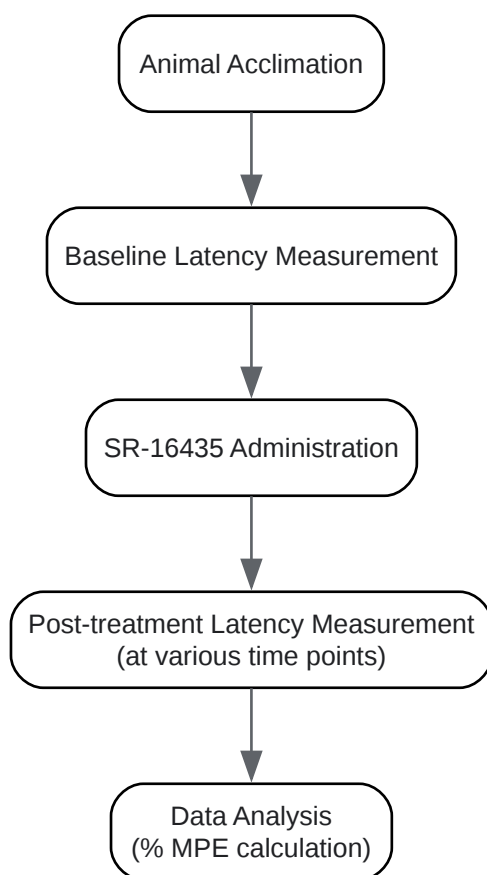 Animal Acclimation
Baseline Latency Measurement
SR-16435 Administration
Post-treatment Latency Measurement
(at various time points)
Data Analysis
(% MPE calculation)